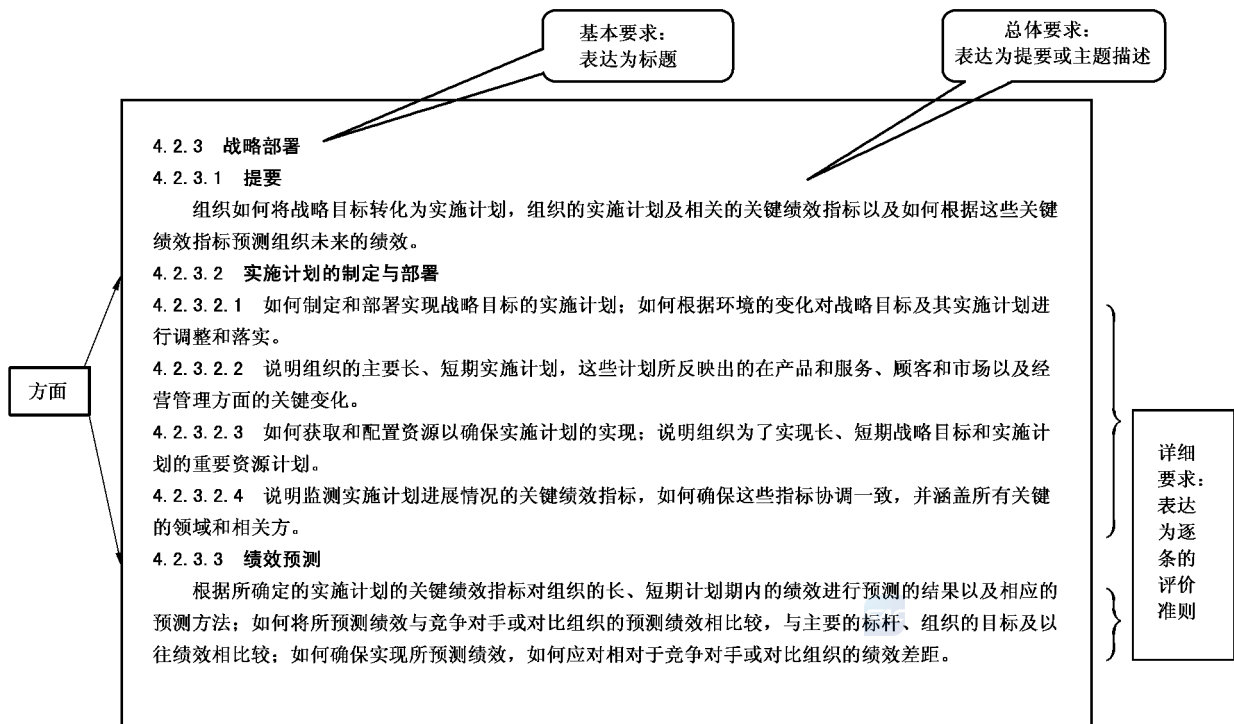 基本要求：
表达为标题
总体要求：
表达为提要或主题描述
4.2.3 战略部署
4.2.3.1 提要
组织如何将战略目标转化为实施计划，组织的实施计划及相关的关键绩效指标以及如何根据这些关键
绩效指标预测组织未来的绩效。
4.2.3.2 实施计划的制定与部署
4.2.3.2.1 如何制定和部署实现战略目标的实施计划；如何根据环境的变化对战略目标及其实施计划进
行调整和落实。
4.2.3.2.2 说明组织的主要长、短期实施计划，这些计划所反映出的在产品和服务、顾客和市场以及经
营管理方面的关键变化。
4.2.3.2.3 如何获取和配置资源以确保实施计划的实现；说明组织为了实现长、短期战略目标和实施计
划的重要资源计划。
4.2.3.2.4 说明监测实施计划进展情况的关键绩效指标，如何确保这些指标协调一致，并涵盖所有关键
的领域和相关方。
4.2.3.3 绩效预测
根据所确定的实施计划的关键绩效指标对组织的长、短期计划期内的绩效进行预测的结果以及相应的
预测方法；如何将所预测绩效与竞争对手或对比组织的预测绩效相比较，与主要的标杆、组织的目标及以
往绩效相比较；如何确保实现所预测绩效，如何应对相对于竞争对手或对比组织的绩效差距。
方面
详细
要求：
表达
为逐
条的
评价
准则